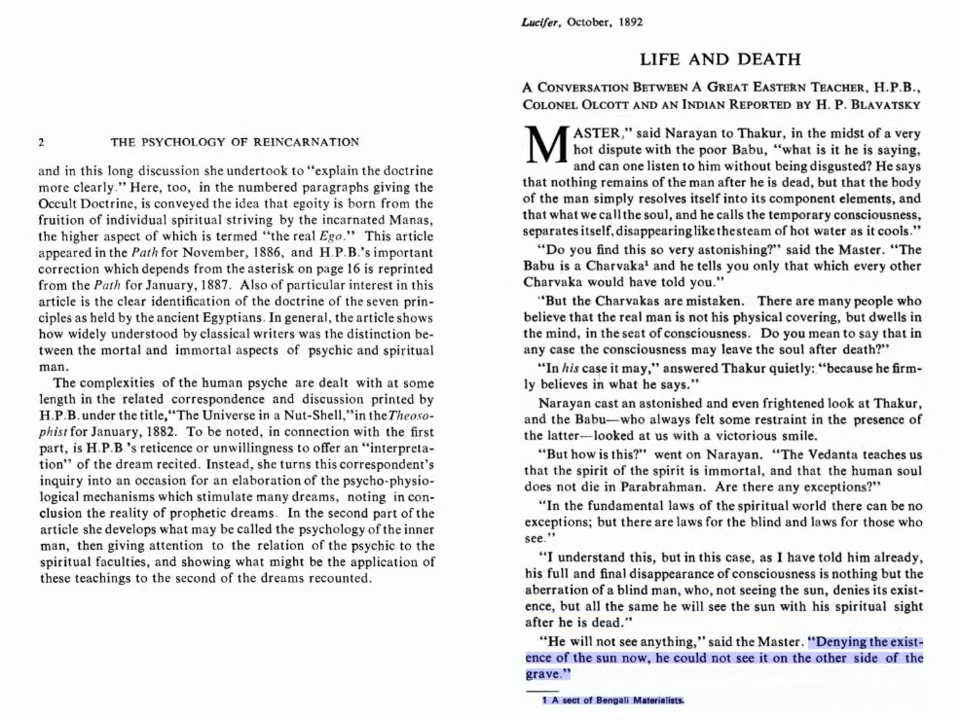 2 THE PSYCHOLOGY OF REINCARNATION
and in this long discussion she undertook to "explain the doctrine
more clearly." Here, too, in the numbered paragraphs giving the
Occult Doctrine, is conveyed the idea that egoity is born from the
fruition of individual spiritual striving by the incarnated Manas,
the higher aspect of which is termed "the real Ego." This article
appeared in the Path for November, 1886, and H.P.B.'s important
correction which depends from the asterisk on page 16 is reprinted
from the Path for January, 1887. Also of particular interest in this
article is the clear identification of the doctrine of the seven prin-
ciples as held by the ancient Egyptians. In general, the article shows
how widely understood by classical writers was the distinction be-
tween the mortal and immortal aspects of psychic and spiritual
man.
The complexities of the human psyche are dealt with at some
length in the related correspondence and discussion printed by
H.P.B. under the title, "The Universe in a Nut-Shell," in the Theoso-
phist for January, 1882. To be noted, in connection with the first
part, is H.P.B 's reticence or unwillingness to offer an "interpreta-
tion" of the dream recited. Instead, she turns this correspondent's
inquiry into an occasion for an elaboration of the psycho-physio-
logical mechanisms which stimulate many dreams, noting in con-
clusion the reality of prophetic dreams. In the second part of the
article she develops what may be called the psychology of the inner
man, then giving attention to the relation of the psychic to the
spiritual faculties, and showing what might be the application of
these teachings to the second of the dreams recounted.
Lucifer, October, 1892
LIFE AND DEATH
A CONVERSATION BETWEEN A GREAT EASTERN TEACHER, H.P.B.,
COLONEL OLCOTT AND AN INDIAN REPORTED BY H. P. BLAVATSKY
MASTER," said Narayan to Thakur, in the midst of a very
hot dispute with the poor Babu, "what is it he is saying,
and can one listen to him without being disgusted? He says
that nothing remains of the man after he is dead, but that the body
of the man simply resolves itself into its component elements, and
that what we call the soul, and he calls the temporary consciousness,
separates itself, disappearing like the steam of hot water as it cools."
"Do you find this so very astonishing?" said the Master. "The
Babu is a Charvaka¹ and he tells you only that which every other
Charvaka would have told you."
"But the Charvakas are mistaken. There are many people who
believe that the real man is not his physical covering, but dwells in
the mind, in the seat of consciousness. Do you mean to say that in
any case the consciousness may leave the soul after death?"
"In his case it may," answered Thakur quietly: "because he firm-
ly believes in what he says."
Narayan cast an astonished and even frightened look at Thakur,
and the Babu—who always felt some restraint in the presence of
the latter—looked at us with a victorious smile.
"But how is this?" went on Narayan. "The Vedanta teaches us
that the spirit of the spirit is immortal, and that the human soul
does not die in Parabrahman. Are there any exceptions?"
"In the fundamental laws of the spiritual world there can be no
exceptions; but there are laws for the blind and laws for those who
see."
"I understand this, but in this case, as I have told him already,
his full and final disappearance of consciousness is nothing but the
aberration of a blind man, who, not seeing the sun, denies its exist-
ence, but all the same he will see the sun with his spiritual sight
after he is dead."
"He will not see anything," said the Master. "Denying the exist-
ence of the sun now, he could not see it on the other side of the
grave."
1 A sect of Bengali Materialists.